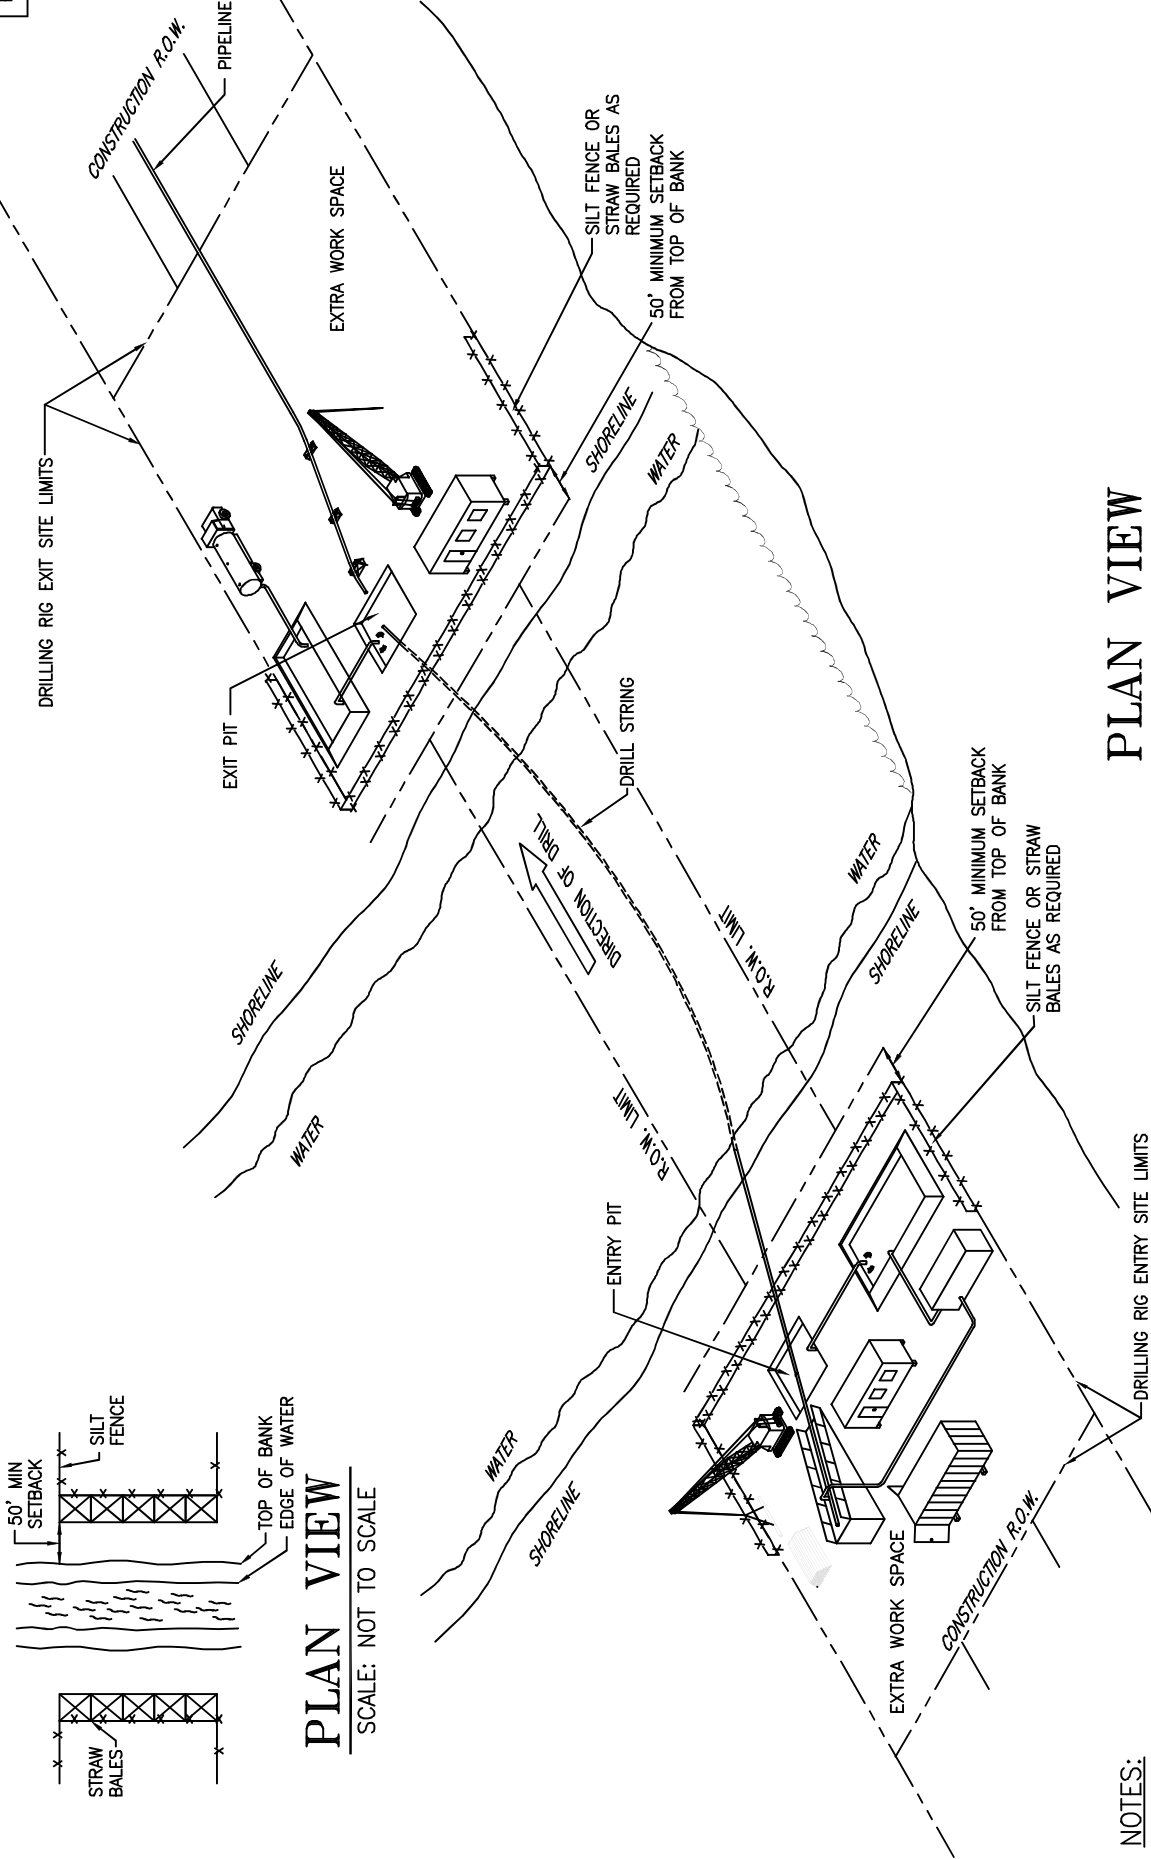 50' MIN
SETBACK
SILT
FENCE
STRAW
BALES
TOP OF BANK
EDGE OF WATER
PLAN VIEW
SCALE: NOT TO SCALE
DRILLING RIG EXIT SITE LIMITS
CONSTRUCTION R.O.W.
PIPELINE
EXIT PIT
EXTRA WORK SPACE
SILT FENCE OR
STRAW BALES AS
REQUIRED
50' MINIMUM SETBACK
FROM TOP OF BANK
SHORELINE
WATER
SHORELINE
WATER
DIRECTION OF DRILL
DRILL STRING
R.O.W. LIMIT
R.O.W. LIMIT
ENTRY PIT
WATER
SHORELINE
WATER
SHORELINE
50' MINIMUM SETBACK
FROM TOP OF BANK
SILT FENCE OR STRAW
BALES AS REQUIRED
EXTRA WORK SPACE
CONSTRUCTION R.O.W.
DRILLING RIG ENTRY SITE LIMITS
PLAN VIEW
NOTES: